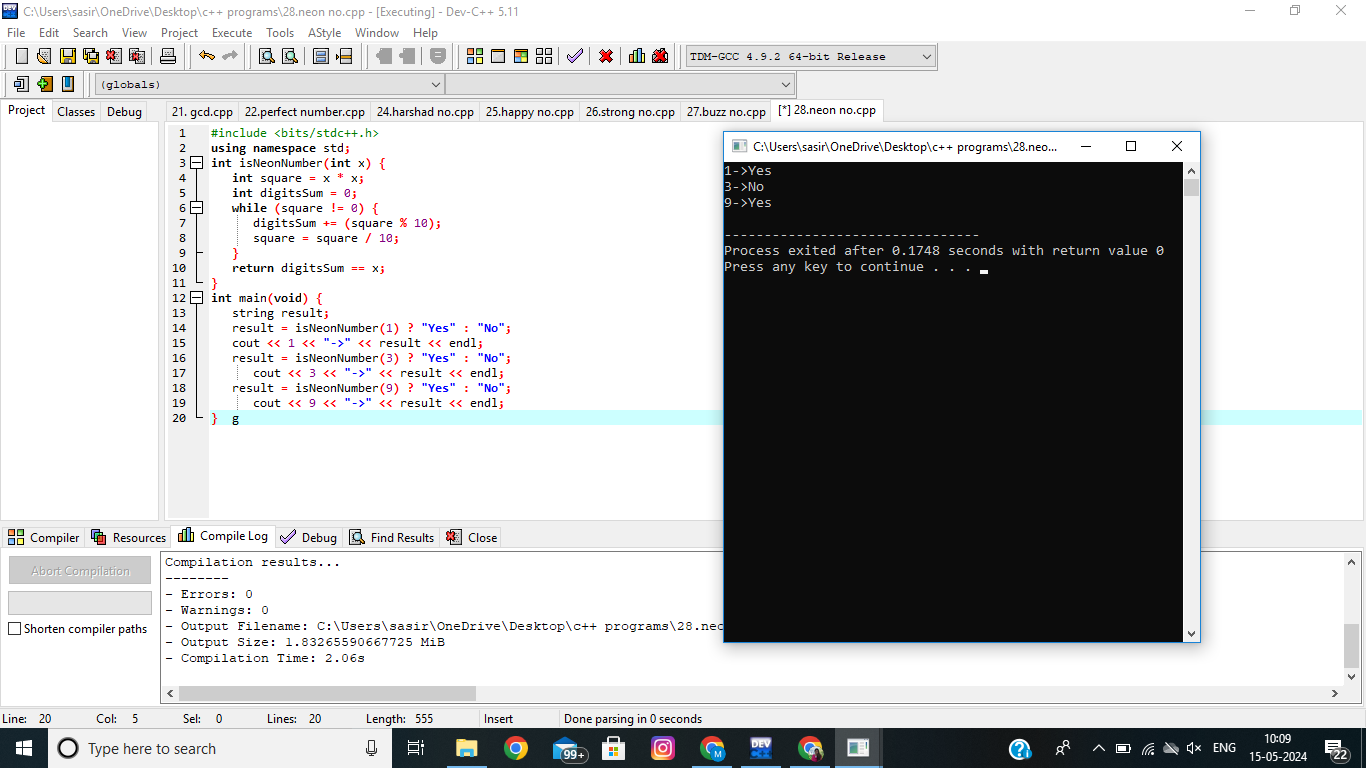 C:\Users\sasir\OneDrive\Desktop\c++ programs\28.neon no.cpp - [Executing] - Dev-C++ 5.11
File Edit Search View Project Execute Tools AStyle Window Help
TDM-GCC 4.9.2 64-bit Release
(globals)
Project Classes Debug
21. gcd.cpp 22.perfect number.cpp 24.harshad no.cpp 25.happy no.cpp 26.strong no.cpp 27.buzz no.cpp [*] 28.neon no.cpp
1 #include <bits/stdc++.h>
2 using namespace std;
3 int isNeonNumber(int x) {
4 int square = x * x;
5 int digitsSum = 0;
6 while (square != 0) {
7 digitsSum += (square % 10);
8 square = square / 10;
9 }
10 return digitsSum == x;
11 }
12 int main(void) {
13 string result;
14 result = isNeonNumber(1) ? "Yes" : "No";
15 cout << 1 << "->" << result << endl;
16 result = isNeonNumber(3) ? "Yes" : "No";
17 cout << 3 << "->" << result << endl;
18 result = isNeonNumber(9) ? "Yes" : "No";
19 cout << 9 << "->" << result << endl;
20 } g
C:\Users\sasir\OneDrive\Desktop\c++ programs\28.neo...
1->Yes
3->No
9->Yes
--------------------------------
Process exited after 0.1748 seconds with return value 0
Press any key to continue . . .
Compiler Resources Compile Log Debug Find Results Close
Abort Compilation
Shorten compiler paths
Compilation results...
--------
- Errors: 0
- Warnings: 0
- Output Filename: C:\Users\sasir\OneDrive\Desktop\c++ programs\28.nec
- Output Size: 1.83265590667725 MiB
- Compilation Time: 2.06s
Line: 20 Col: 5 Sel: 0 Lines: 20 Length: 555 Insert Done parsing in 0 seconds
Type here to search
99+
M
DEV
ENG
10:09
15-05-2024
22